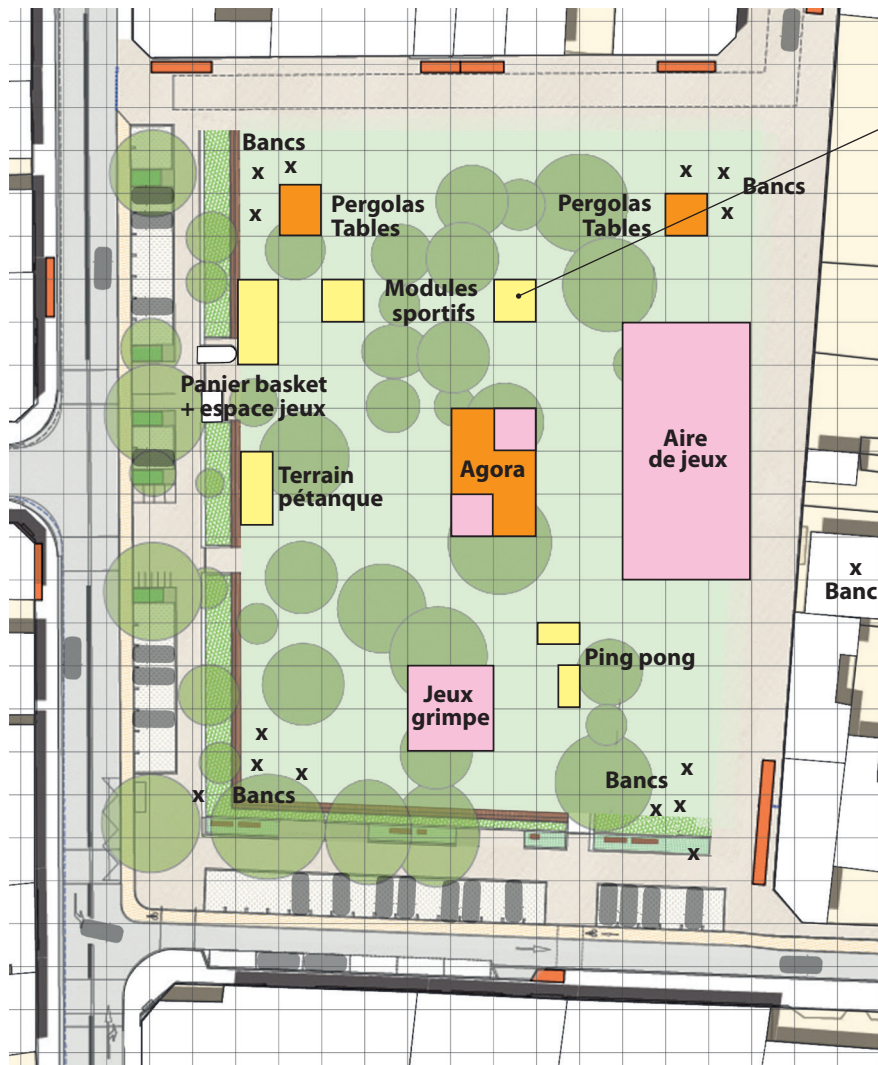 Bancs
x x
x
Pergolas
Tables
Pergolas
Tables
x x
Bancs
x
Modules
sportifs
Panier basket
+ espace jeux
Agora
Aire
de jeux
Terrain
pétanque
x
Banc
Ping pong
Jeux
grimpe
x
x
x
x
Bancs
x
Bancs
x x
x